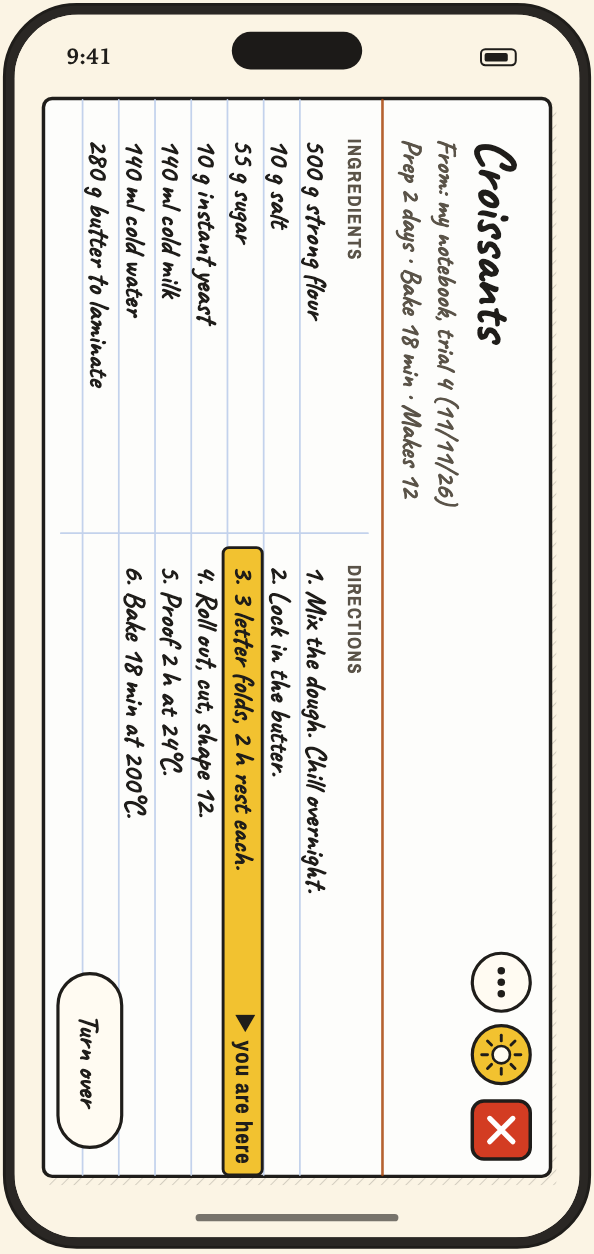 9:41
Croissants
From: my notebook, trial 4 (11/11/26)
Prep 2 days · Bake 18 min · Makes 12
INGREDIENTS
500 g strong flour
10 g salt
55 g sugar
10 g instant yeast
140 ml cold milk
140 ml cold water
280 g butter to laminate
DIRECTIONS
1. Mix the dough. Chill overnight.
2. Lock in the butter.
3. 3 letter folds, 2 h rest each. ▲ you are here
4. Roll out, cut, shape 12.
5. Proof 2 h at 24°C.
6. Bake 18 min at 200°C.
Turn over